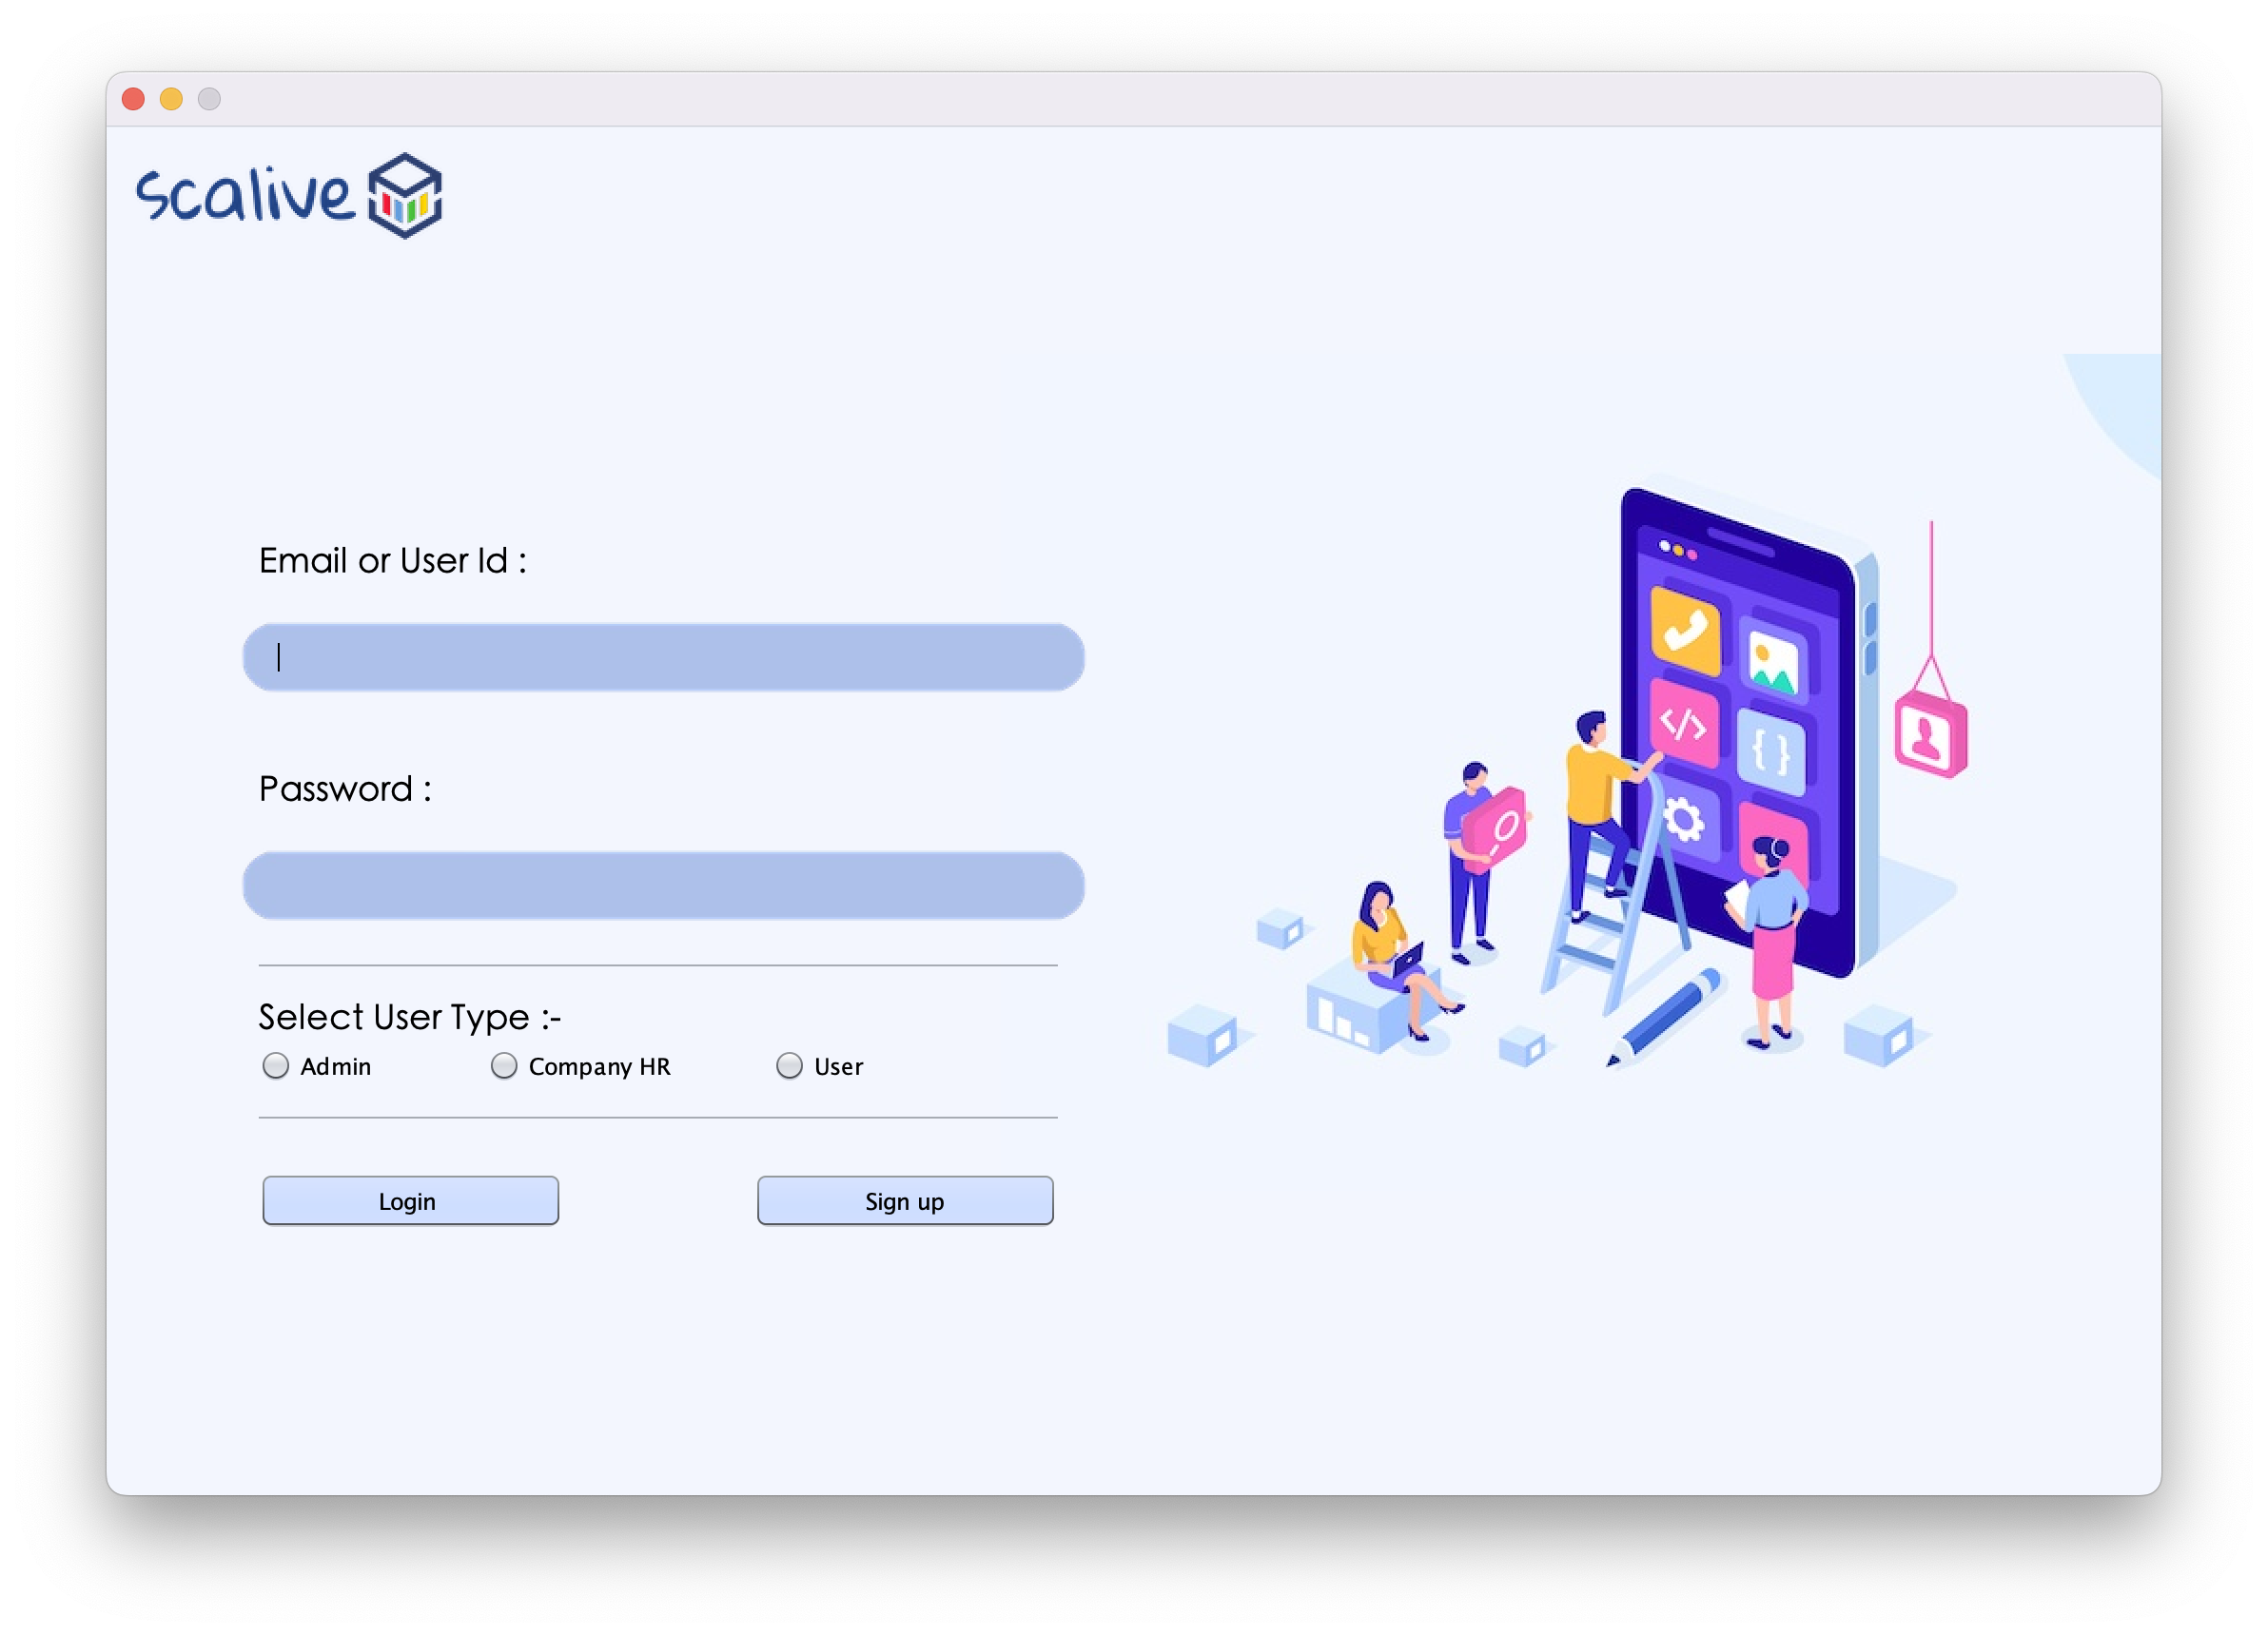 scalive
Email or User Id :
Password :
Select User Type :-
Admin Company HR User
Login Sign up